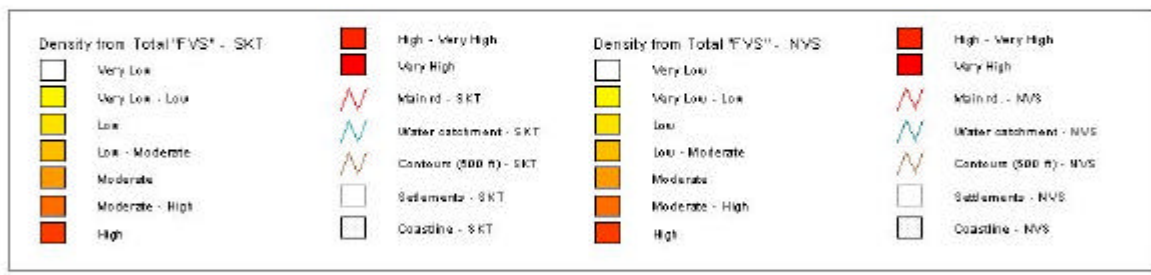 Density from Total "FVS" - SKT
Very Low
Very Low - Low
Low
Low - Moderate
Moderate
Moderate - High
High
High - Very High
Very High
Main rd - SKT
Water catchment - SKT
Contours (500 ft) - SKT
Settlements - SKT
Coastline - SKT
Density from Total "FVS" - NVS
Very Low
Very Low - Low
Low
Low - Moderate
Moderate
Moderate - High
High
High - Very High
Very High
Main rd. - NVS
Water catchment - NVS
Contours (500 ft) - NVS
Settlements - NVS
Coastline - NVS